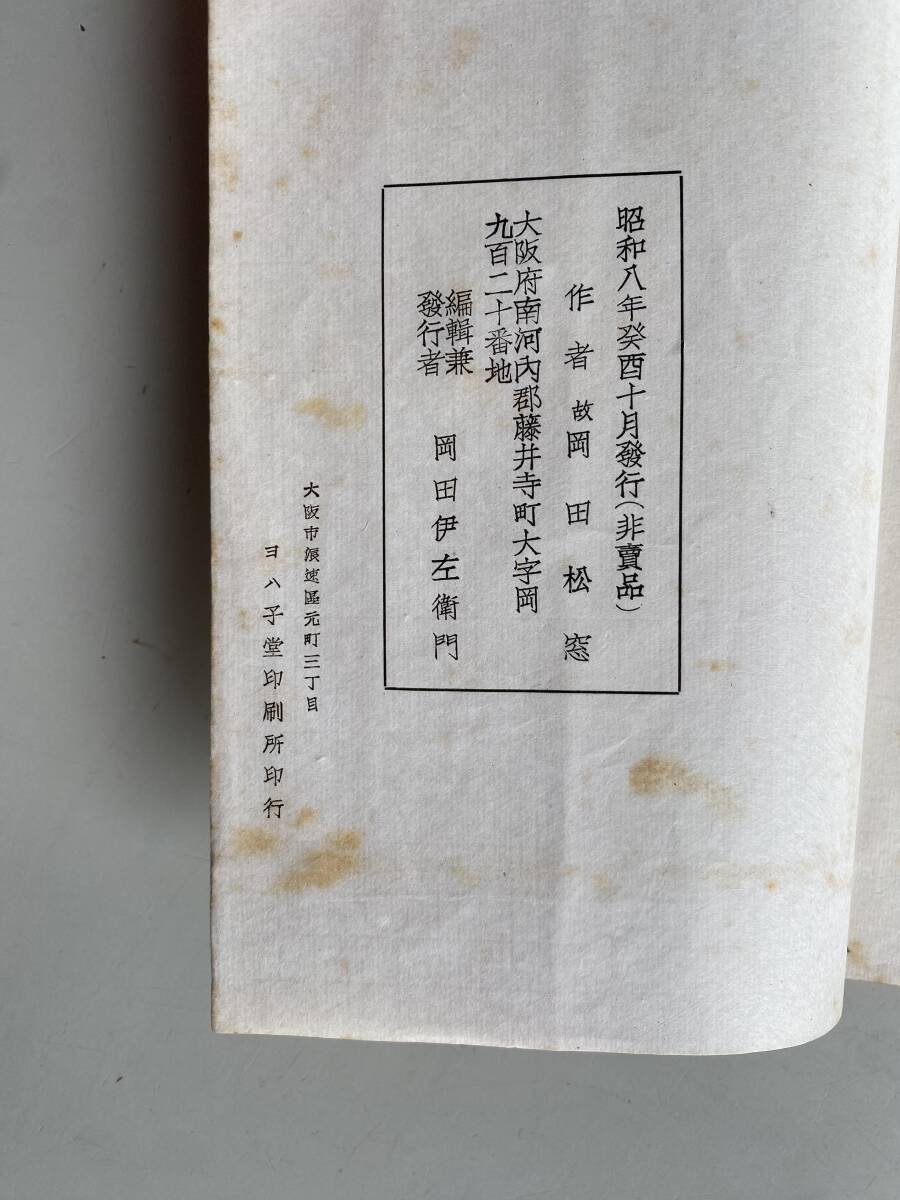 昭和八年癸酉十月發行(非賣品)
作者 故 岡田松窓
大阪府南河內郡藤井寺町大字岡
九百二十番地
編輯兼
發行者 岡田伊左衛門
大阪市浪速區元町三丁目
ヨハ子堂印刷所印行